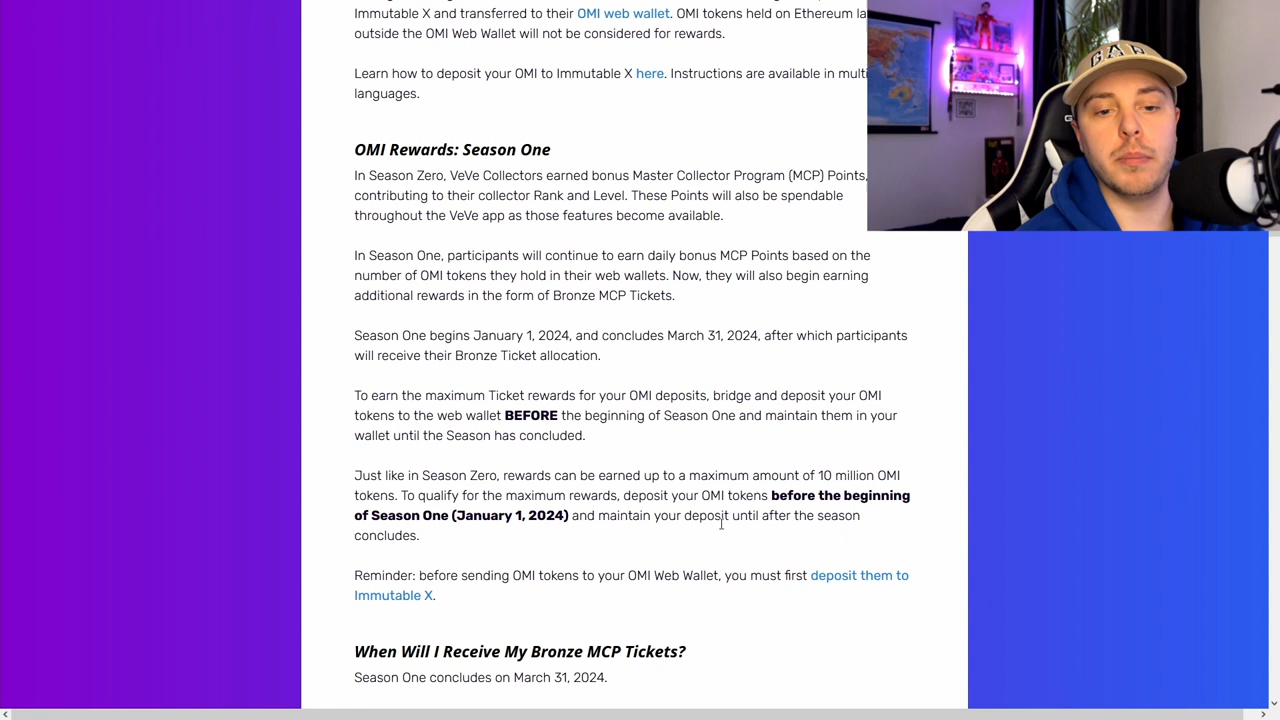 Immutable X and transferred to their OMI web wallet. OMI tokens held on Ethereum
outside the OMI Web Wallet will not be considered for rewards.
Learn how to deposit your OMI to Immutable X here. Instructions are available in
languages.
OMI Rewards: Season One
In Season Zero, VeVe Collectors earned bonus Master Collector Program (MCP) Points,
contributing to their collector Rank and Level. These Points will also be spendable
throughout the VeVe app as those features become available.
In Season One, participants will continue to earn daily bonus MCP Points based on the
number of OMI tokens they hold in their web wallets. Now, they will also begin earning
additional rewards in the form of Bronze MCP Tickets.
Season One begins January 1, 2024, and concludes March 31, 2024, after which participants
will receive their Bronze Ticket allocation.
To earn the maximum Ticket rewards for your OMI deposits, bridge and deposit your OMI
tokens to the web wallet BEFORE the beginning of Season One and maintain them in your
wallet until the Season has concluded.
Just like in Season Zero, rewards can be earned up to a maximum amount of 10 million OMI
tokens. To qualify for the maximum rewards, deposit your OMI tokens before the beginning
of Season One (January 1, 2024) and maintain your deposit until after the season
concludes.
Reminder: before sending OMI tokens to your OMI Web Wallet, you must first deposit them to
Immutable X.
When Will I Receive My Bronze MCP Tickets?
Season One concludes on March 31, 2024.
GAP